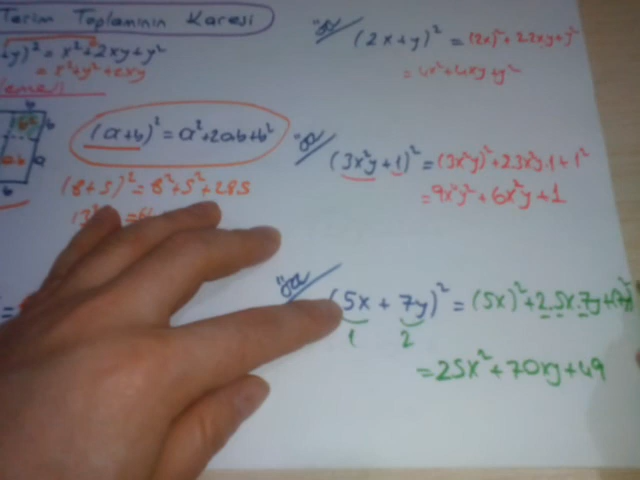 Terim Toplamının Karesi
+y)² = x² + 2xy + y²
= x² + y² + 2xy
b
b² b
ab a
b
(a+b)² = a² + 2ab + b²
(8+5)² = 8² + 5² + 2.8.5
(2x + y)² = (2x)² + 2.2x.y + y²
= 4x² + 4xy + y²
(3x²y + 1)² = (3x²y)² + 2.3x²y.1 + 1²
= 9x²y² + 6x²y + 1
(5x + 7y)² = (5x)² + 2.5x.7y + (7y)²
1 2
= 25x² + 70xy + 49